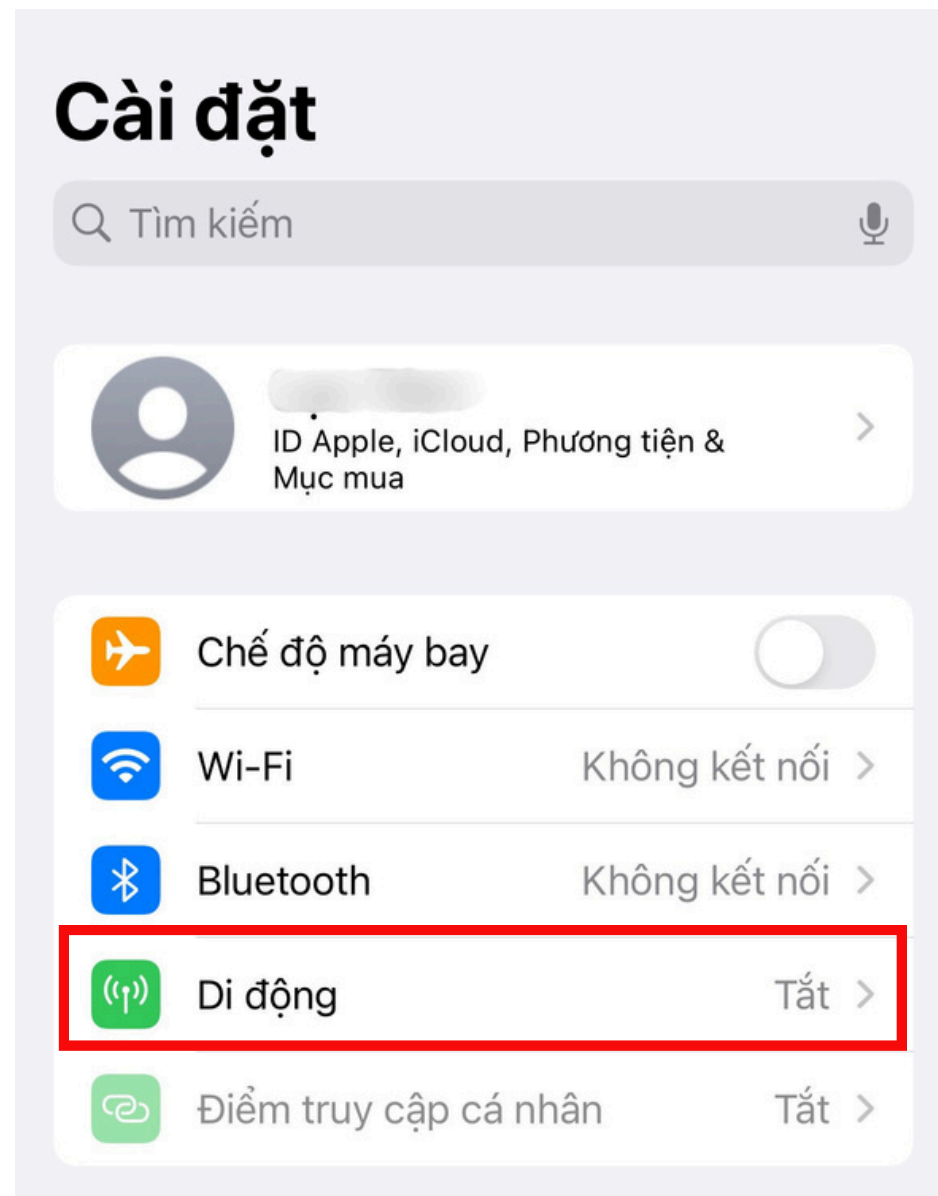 Cài đặt
Tìm kiếm
ID Apple, iCloud, Phương tiện &
Mục mua
Chế độ máy bay
Wi-Fi Không kết nối
Bluetooth Không kết nối
Di động Tắt
Điểm truy cập cá nhân Tắt